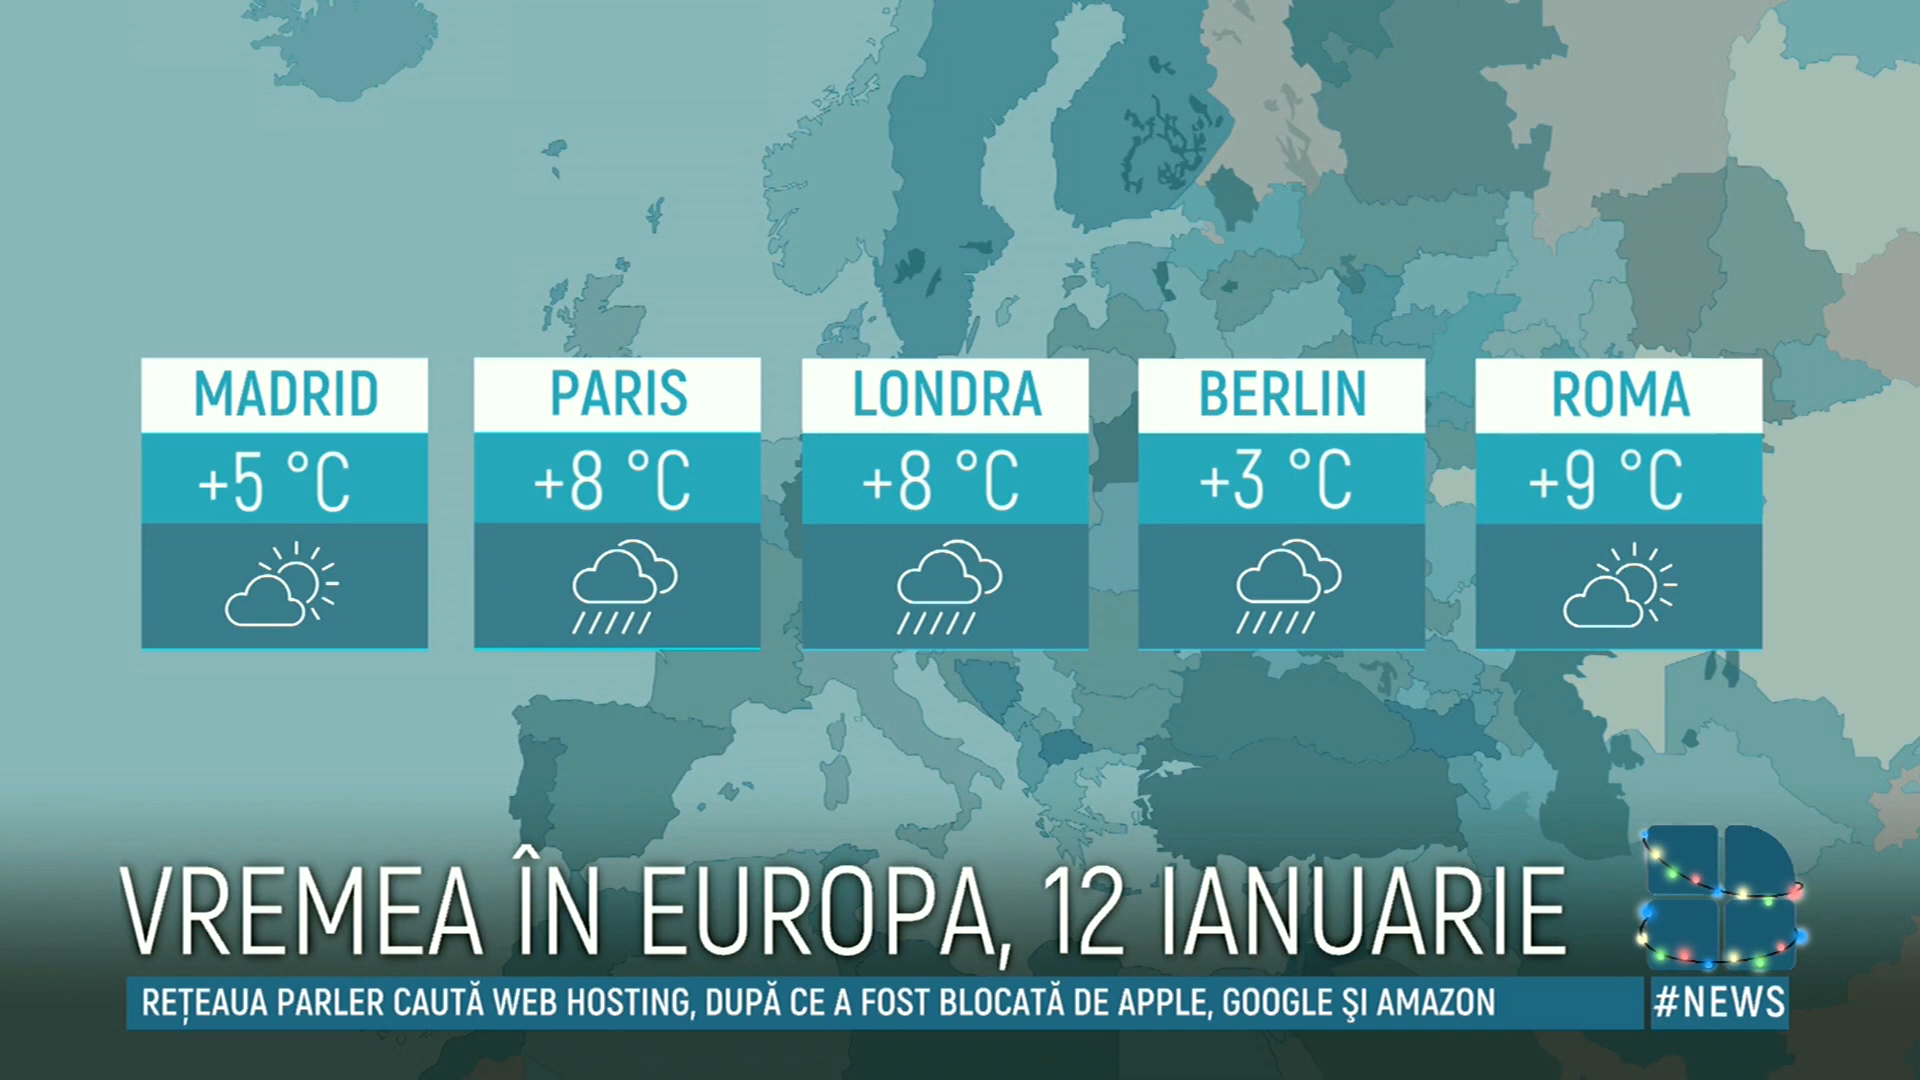 MADRID
+5 °C
PARIS
+8 °C
LONDRA
+8 °C
BERLIN
+3 °C
ROMA
+9 °C
VREMEA ÎN EUROPA, 12 IANUARIE
REȚEAUA PARLER CAUTĂ WEB HOSTING, DUPĂ CE A FOST BLOCATĂ DE APPLE, GOOGLE ŞI AMAZON
#NEWS